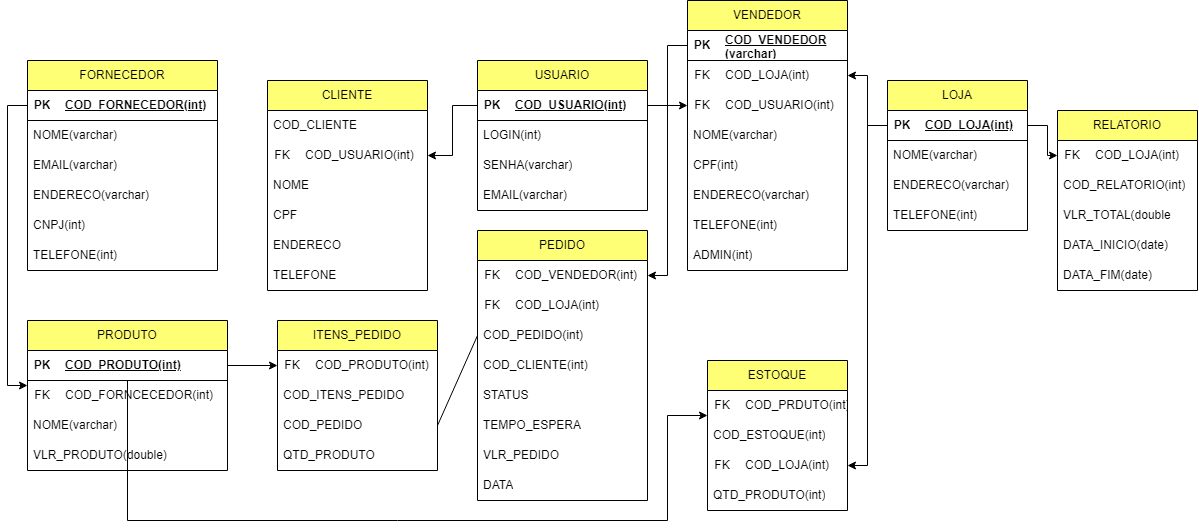 FORNECEDOR
PK COD_FORNECEDOR(int)
NOME(varchar)
EMAIL(varchar)
ENDERECO(varchar)
CNPJ(int)
TELEFONE(int)
CLIENTE
COD_CLIENTE
FK COD_USUARIO(int)
NOME
CPF
ENDERECO
TELEFONE
USUARIO
PK COD_USUARIO(int)
LOGIN(int)
SENHA(varchar)
EMAIL(varchar)
VENDEDOR
PK COD_VENDEDOR
(varchar)
FK COD_LOJA(int)
FK COD_USUARIO(int)
NOME(varchar)
CPF(int)
ENDERECO(varchar)
TELEFONE(int)
ADMIN(int)
LOJA
PK COD_LOJA(int)
NOME(varchar)
ENDERECO(varchar)
TELEFONE(int)
RELATORIO
FK COD_LOJA(int)
COD_RELATORIO(int)
VLR_TOTAL(double
DATA_INICIO(date)
DATA_FIM(date)
PRODUTO
PK COD_PRODUTO(int)
FK COD_FORNCECEDOR(int)
NOME(varchar)
VLR_PRODUTO(double)
ITENS_PEDIDO
FK COD_PRODUTO(int)
COD_ITENS_PEDIDO
COD_PEDIDO
QTD_PRODUTO
PEDIDO
FK COD_VENDEDOR(int)
FK COD_LOJA(int)
COD_PEDIDO(int)
COD_CLIENTE(int)
STATUS
TEMPO_ESPERA
VLR_PEDIDO
DATA
ESTOQUE
FK COD_PRDUTO(int)
COD_ESTOQUE(int)
FK COD_LOJA(int)
QTD_PRODUTO(int)